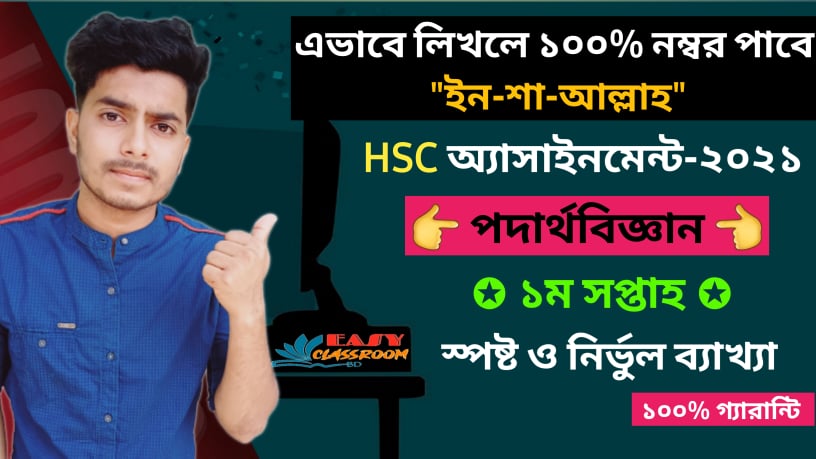 এভাবে লিখলে ১০০% নম্বর পাবে
"ইন-শা-আল্লাহ"
HSC অ্যাসাইনমেন্ট-২০২১
👉 পদার্থবিজ্ঞান 👈
✪ ১ম সপ্তাহ ✪
EASY
CLASSROOM
BD
স্পষ্ট ও নির্ভুল ব্যাখ্যা
১০০% গ্যারান্টি